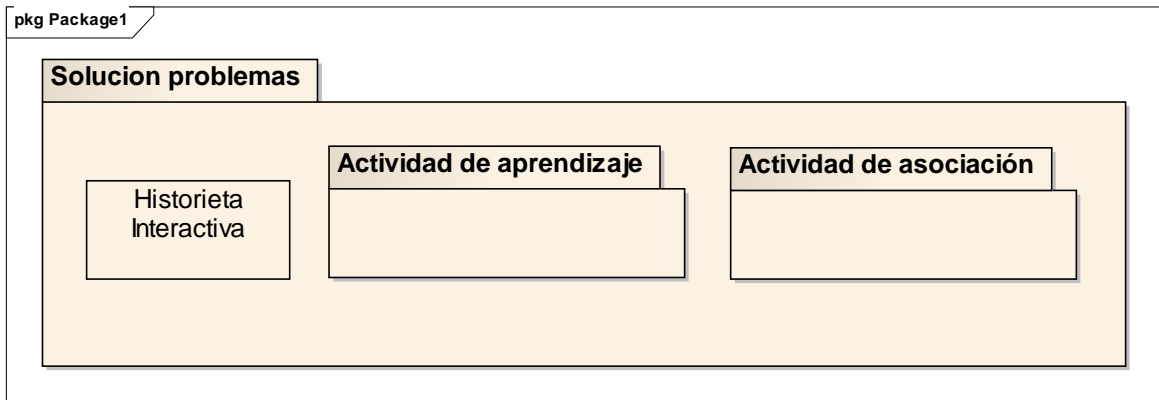 pkg Package1
Solucion problemas
Historieta
Interactiva
Actividad de aprendizaje
Actividad de asociación